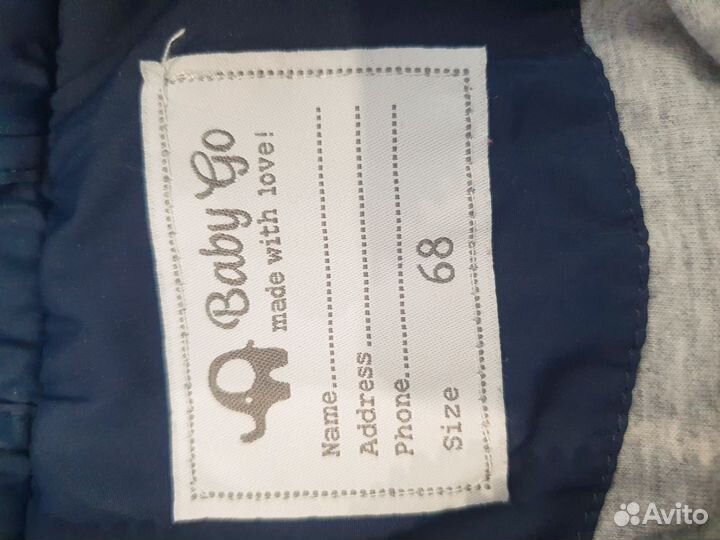 Baby Go
made with love!
Name..............................
Address..........................
Phone.............................
Size 68
Avito